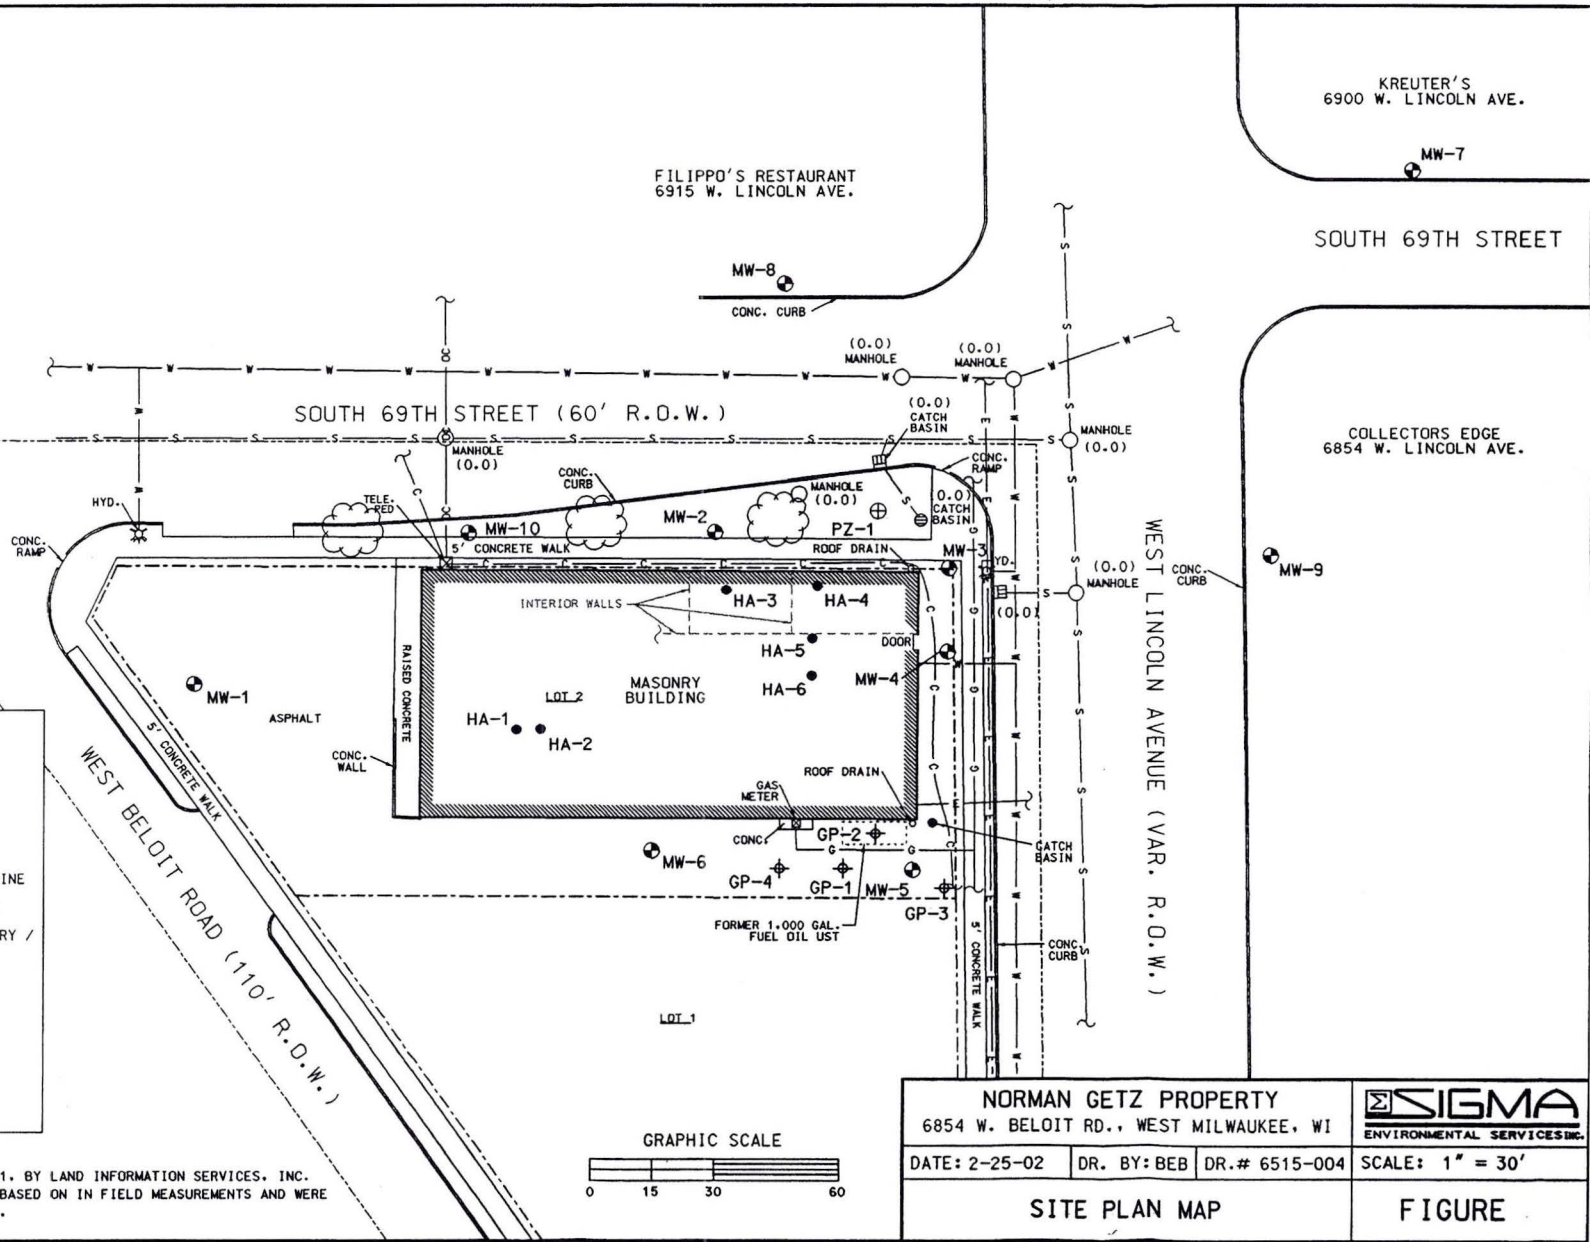 KREUTER'S
6900 W. LINCOLN AVE.
MW-7
FILIPPO'S RESTAURANT
6915 W. LINCOLN AVE.
SOUTH 69TH STREET
MW-8
CONC. CURB
(0.0)
MANHOLE
(0.0)
MANHOLE
SOUTH 69TH STREET (60' R.O.W.)
(0.0)
CATCH
BASIN
MANHOLE
(0.0)
COLLECTORS EDGE
6854 W. LINCOLN AVE.
MANHOLE
(0.0)
CONC.
CURB
CONC.
RAMP
HYD.
TELE.
PED
MANHOLE
(0.0)
(0.0)
CATCH
BASIN
CONC.
RAMP
MW-10
MW-2
PZ-1
5' CONCRETE WALK
ROOF DRAIN
MW-3
YD.
(0.0)
MANHOLE
CONC.
CURB
MW-9
(0.0)
INTERIOR WALLS
HA-3
HA-4
DOOR
HA-5
HA-6
MW-4
RAISED CONCRETE
LOT 2
MASONRY
BUILDING
MW-1
ASPHALT
HA-1
HA-2
CONC.
WALL
5' CONCRETE WALK
WEST BELOIT ROAD (110' R.O.W.)
WEST LINCOLN AVENUE (VAR. R.O.W.)
ROOF DRAIN
GAS
METER
CONC.
GP-2
CATCH
BASIN
MW-6
GP-4
GP-1
MW-5
GP-3
FORMER 1,000 GAL.
FUEL OIL UST
CONC.
CURB
5' CONCRETE WALK
INE
RY /
LOT 1
GRAPHIC SCALE
0 15 30 60
1. BY LAND INFORMATION SERVICES, INC.
BASED ON IN FIELD MEASUREMENTS AND WERE
.
NORMAN GETZ PROPERTY
6854 W. BELOIT RD., WEST MILWAUKEE, WI
SIGMA
ENVIRONMENTAL SERVICES INC.
DATE: 2-25-02 DR. BY: BEB DR.# 6515-004 SCALE: 1" = 30'
SITE PLAN MAP
FIGURE